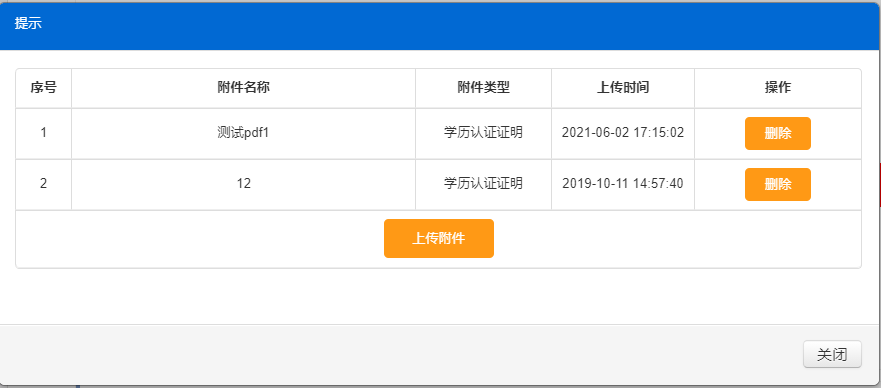 提示
序号 附件名称 附件类型 上传时间 操作
1 测试pdf1 学历认证证明 2021-06-02 17:15:02 删除
2 12 学历认证证明 2019-10-11 14:57:40 删除
上传附件
关闭